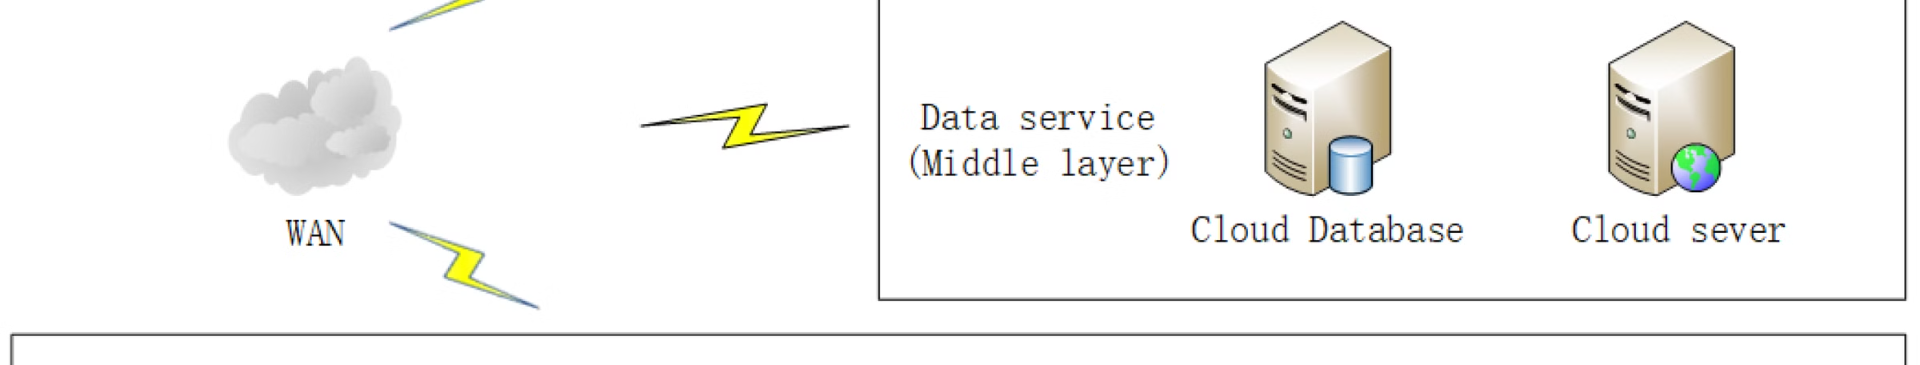 Data service
(Middle layer)
WAN
Cloud Database
Cloud sever